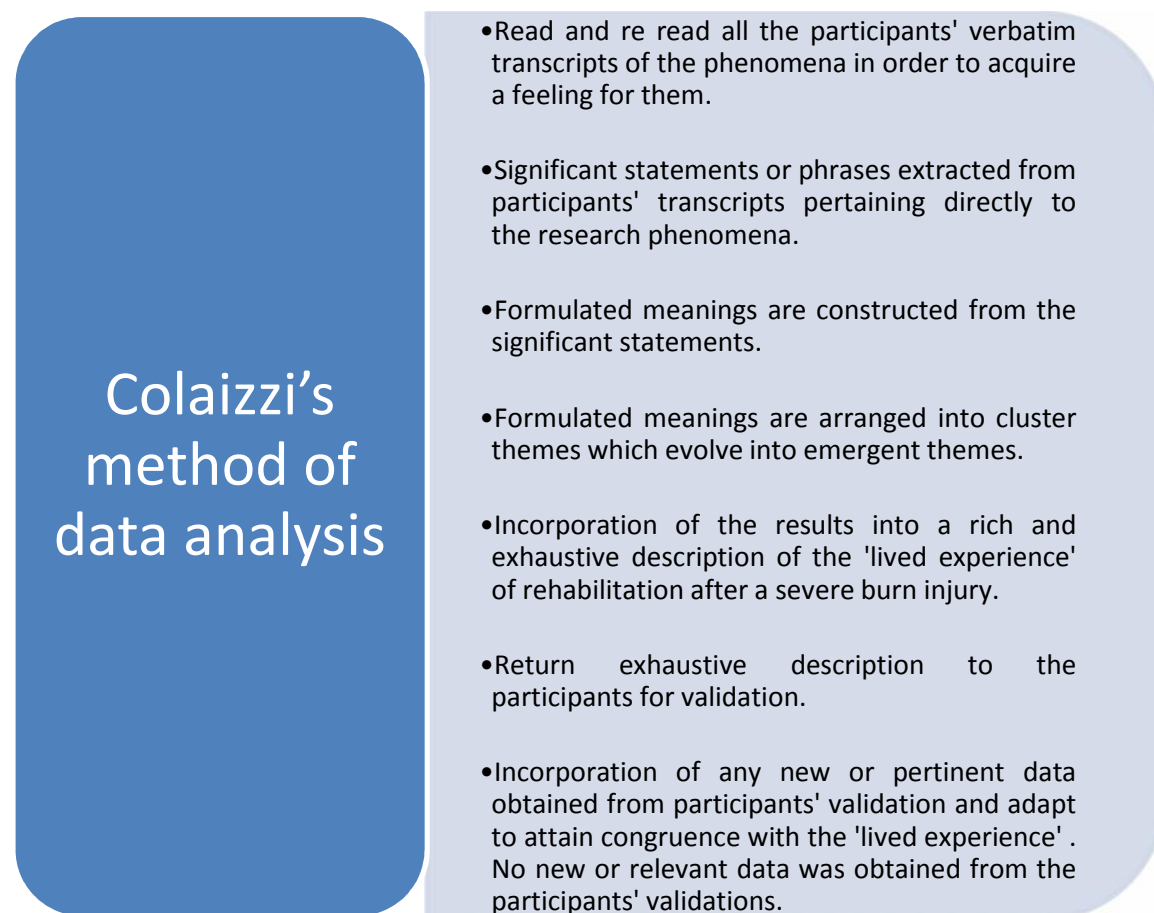 Colaizzi’s
method of
data analysis
•Read and re read all the participants' verbatim
transcripts of the phenomena in order to acquire
a feeling for them.
•Significant statements or phrases extracted from
participants' transcripts pertaining directly to
the research phenomena.
•Formulated meanings are constructed from the
significant statements.
•Formulated meanings are arranged into cluster
themes which evolve into emergent themes.
•Incorporation of the results into a rich and
exhaustive description of the 'lived experience'
of rehabilitation after a severe burn injury.
•Return exhaustive description to the
participants for validation.
•Incorporation of any new or pertinent data
obtained from participants' validation and adapt
to attain congruence with the 'lived experience' .
No new or relevant data was obtained from the
participants' validations.